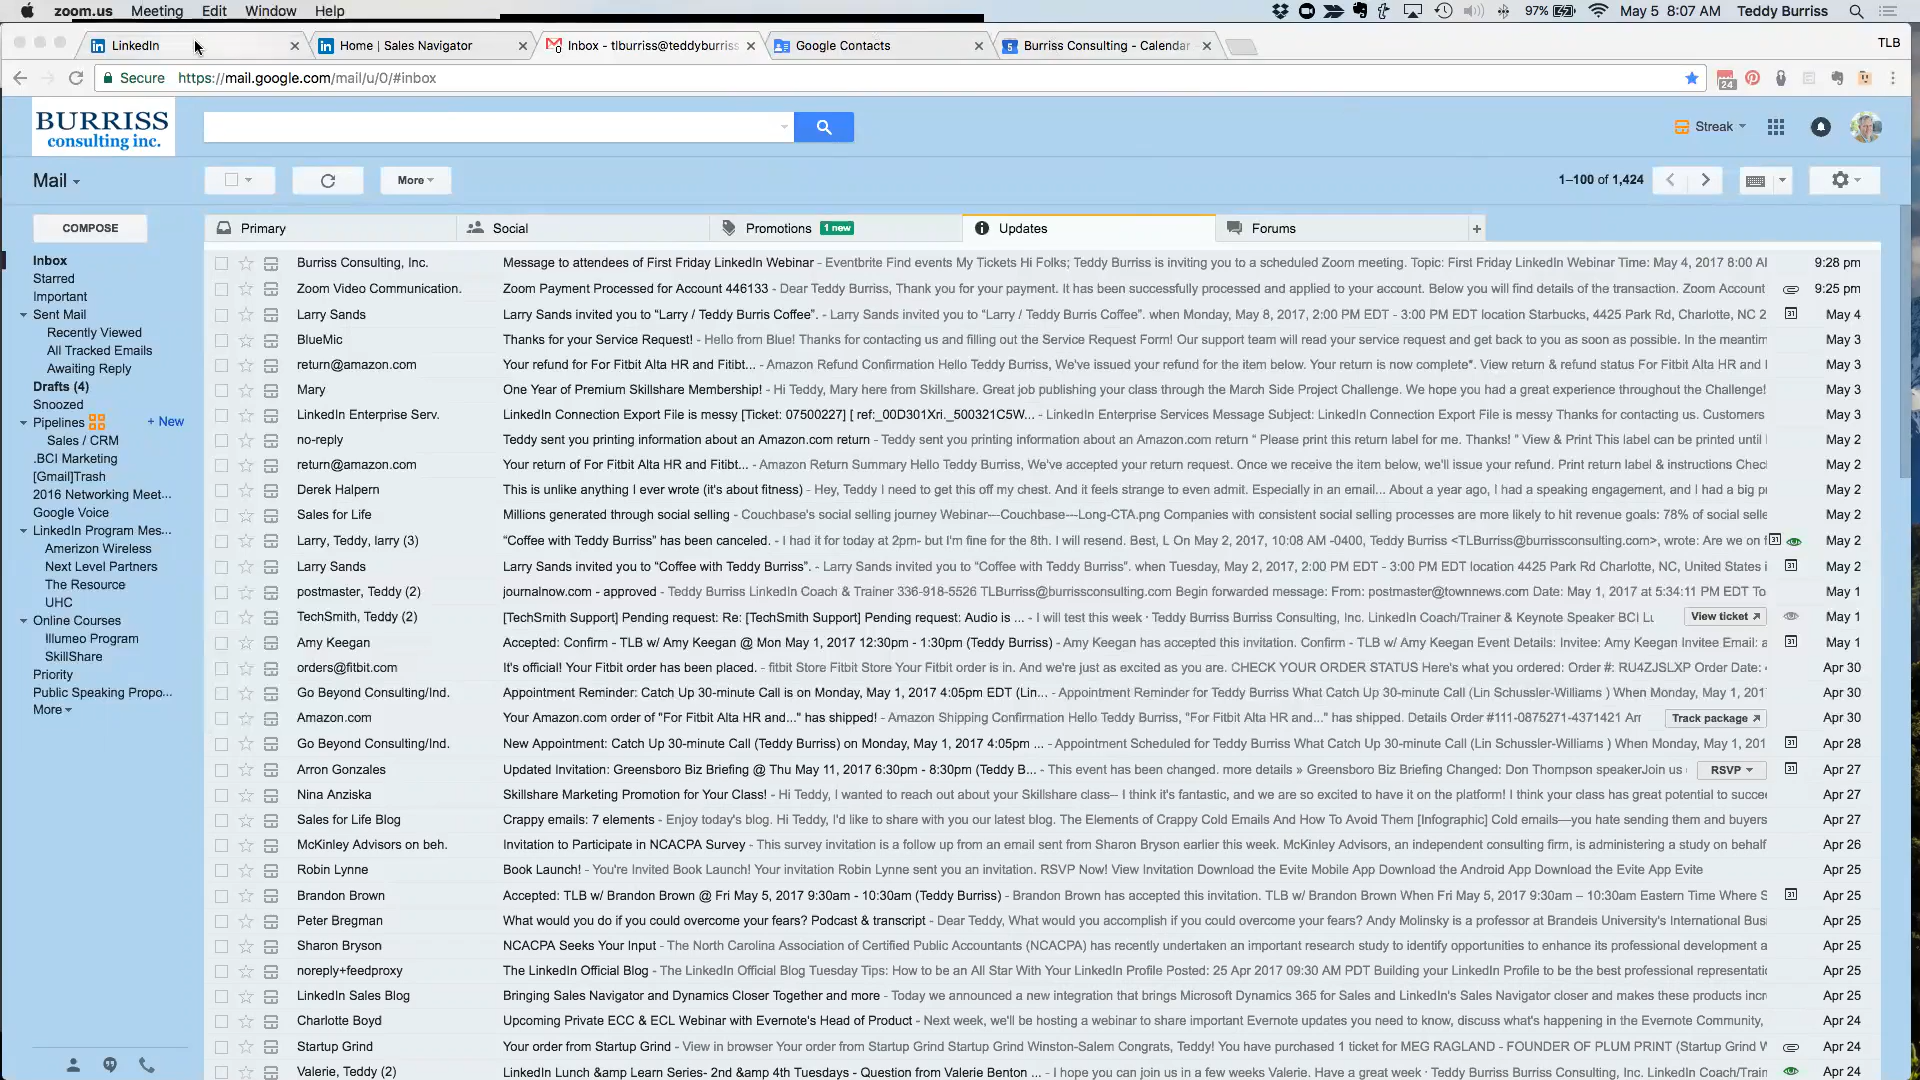 zoom.us Meeting Edit Window Help 97% May 5 8:07 AM Teddy Burriss
LinkedIn Home | Sales Navigator Inbox - tlburriss@teddyburriss Google Contacts Burriss Consulting - Calendar TLB
Secure https://mail.google.com/mail/u/0/#inbox 24
BURRISS
consulting inc.
Streak
Mail More 1–100 of 1,424
COMPOSE
Primary Social Promotions 1 new Updates Forums +
Inbox
Starred
Important
Sent Mail
Recently Viewed
All Tracked Emails
Awaiting Reply
Drafts (4)
Snoozed
Pipelines + New
Sales / CRM
.BCI Marketing
[Gmail]Trash
2016 Networking Meet...
Google Voice
LinkedIn Program Mes...
Amerizon Wireless
Next Level Partners
The Resource
UHC
Online Courses
Illumeo Program
SkillShare
Priority
Public Speaking Propo...
More
Burriss Consulting, Inc. Message to attendees of First Friday LinkedIn Webinar - Eventbrite Find events My Tickets Hi Folks; Teddy Burriss is inviting you to a scheduled Zoom meeting. Topic: First Friday LinkedIn Webinar Time: May 4, 2017 8:00 AM 9:28 pm
Zoom Video Communication. Zoom Payment Processed for Account 446133 - Dear Teddy Burriss, Thank you for your payment. It has been successfully processed and applied to your account. Below you will find details of the transaction. Zoom Account 9:25 pm
Larry Sands Larry Sands invited you to “Larry / Teddy Burris Coffee”. - Larry Sands invited you to “Larry / Teddy Burris Coffee”. when Monday, May 8, 2017, 2:00 PM EDT - 3:00 PM EDT location Starbucks, 4425 Park Rd, Charlotte, NC 2 May 4
BlueMic Thanks for your Service Request! - Hello from Blue! Thanks for contacting us and filling out the Service Request Form! Our support team will read your service request and get back to you as soon as possible. In the meantim May 3
return@amazon.com Your refund for For Fitbit Alta HR and Fitbt... - Amazon Refund Confirmation Hello Teddy Burriss, We've issued your refund for the item below. Your return is now complete*. View return & refund status For Fitbit Alta HR and May 3
Mary One Year of Premium Skillshare Membership! - Hi Teddy, Mary here from Skillshare. Great job publishing your class through the March Side Project Challenge. We hope you had a great experience throughout the Challenge! May 3
LinkedIn Enterprise Serv. LinkedIn Connection Export File is messy [Ticket: 07500227] [ ref:_00D301Xri._500321C5W... - LinkedIn Enterprise Services Message Subject: LinkedIn Connection Export File is messy Thanks for contacting us. Customers May 3
no-reply Teddy sent you printing information about an Amazon.com return - Teddy sent you printing information about an Amazon.com return " Please print this return label for me. Thanks! " View & Print This label can be printed until May 2
return@amazon.com Your return of For Fitbit Alta HR and Fitbt... - Amazon Return Summary Hello Teddy Burriss, We've accepted your return request. Once we receive the item below, we'll issue your refund. Print return label & instructions Chec May 2
Derek Halpern This is unlike anything I ever wrote (it's about fitness) - Hey, Teddy I need to get this off my chest. And it feels strange to even admit. Especially in an email... About a year ago, I had a speaking engagement, and I had a big p May 2
Sales for Life Millions generated through social selling - Couchbase's social selling journey Webinar---Couchbase---Long-CTA.png Companies with consistent social selling processes are more likely to hit revenue goals: 78% of social selle May 2
Larry, Teddy, larry (3) “Coffee with Teddy Burriss” has been canceled. - I had it for today at 2pm- but I'm fine for the 8th. I will resend. Best, L On May 2, 2017, 10:08 AM -0400, Teddy Burriss <TLBurriss@burrissconsulting.com>, wrote: Are we on f May 2
Larry Sands Larry Sands invited you to “Coffee with Teddy Burriss”. - Larry Sands invited you to “Coffee with Teddy Burriss”. when Tuesday, May 2, 2017, 2:00 PM EDT - 3:00 PM EDT location 4425 Park Rd Charlotte, NC, United States i May 2
postmaster, Teddy (2) journalnow.com - approved - Teddy Burriss LinkedIn Coach & Trainer 336-918-5526 TLBurriss@burrissconsulting.com Begin forwarded message: From: postmaster@townnews.com Date: May 1, 2017 at 5:34:11 PM EDT To May 1
TechSmith, Teddy (2) [TechSmith Support] Pending request: Re: [TechSmith Support] Pending request: Audio is ... - I will test this week · Teddy Burriss Burriss Consulting, Inc. LinkedIn Coach/Trainer & Keynote Speaker BCI Lu View ticket May 1
Amy Keegan Accepted: Confirm - TLB w/ Amy Keegan @ Mon May 1, 2017 12:30pm - 1:30pm (Teddy Burriss) - Amy Keegan has accepted this invitation. Confirm - TLB w/ Amy Keegan Event Details: Invitee: Amy Keegan Invitee Email: a May 1
orders@fitbit.com It's official! Your Fitbit order has been placed. - fitbit Store Fitbit Store Your Fitbit order is in. And we're just as excited as you are. CHECK YOUR ORDER STATUS Here's what you ordered: Order #: RU4ZJSLXP Order Date: Apr 30
Go Beyond Consulting/Ind. Appointment Reminder: Catch Up 30-minute Call is on Monday, May 1, 2017 4:05pm EDT (Lin... - Appointment Reminder for Teddy Burriss What Catch Up 30-minute Call (Lin Schussler-Williams ) When Monday, May 1, 201 Apr 30
Amazon.com Your Amazon.com order of "For Fitbit Alta HR and..." has shipped! - Amazon Shipping Confirmation Hello Teddy Burriss, "For Fitbit Alta HR and..." has shipped. Details Order #111-0875271-4371421 Arr Track package Apr 30
Go Beyond Consulting/Ind. New Appointment: Catch Up 30-minute Call (Teddy Burriss) on Monday, May 1, 2017 4:05pm ... - Appointment Scheduled for Teddy Burriss What Catch Up 30-minute Call (Lin Schussler-Williams ) When Monday, May 1, 201 Apr 28
Arron Gonzales Updated Invitation: Greensboro Biz Briefing @ Thu May 11, 2017 6:30pm - 8:30pm (Teddy B... - This event has been changed. more details » Greensboro Biz Briefing Changed: Don Thompson speakerJoin us RSVP Apr 27
Nina Anziska Skillshare Marketing Promotion for Your Class! - Hi Teddy, I wanted to reach out about your Skillshare class-- I think it's fantastic, and we are so excited to have it on the platform! I think your class has great potential to succe Apr 27
Sales for Life Blog Crappy emails: 7 elements - Enjoy today's blog. Hi Teddy, I'd like to share with you our latest blog. The Elements of Crappy Cold Emails And How To Avoid Them [Infographic] Cold emails—you hate sending them and buyers Apr 27
McKinley Advisors on beh. Invitation to Participate in NCACPA Survey - This survey invitation is a follow up from an email sent from Sharon Bryson earlier this week. McKinley Advisors, an independent consulting firm, is administering a study on behalf Apr 26
Robin Lynne Book Launch! - You're Invited Book Launch! Your invitation Robin Lynne sent you an invitation. RSVP Now! View Invitation Download the Evite Mobile App Download the Android App Download the Evite App Evite Apr 25
Brandon Brown Accepted: TLB w/ Brandon Brown @ Fri May 5, 2017 9:30am - 10:30am (Teddy Burriss) - Brandon Brown has accepted this invitation. TLB w/ Brandon Brown When Fri May 5, 2017 9:30am – 10:30am Eastern Time Where S Apr 25
Peter Bregman What would you do if you could overcome your fears? Podcast & transcript - Dear Teddy, What would you accomplish if you could overcome your fears? Andy Molinsky is a professor at Brandeis University's International Busi Apr 25
Sharon Bryson NCACPA Seeks Your Input - The North Carolina Association of Certified Public Accountants (NCACPA) has recently undertaken an important research study to identify opportunities to enhance its professional development a Apr 25
noreply+feedproxy The LinkedIn Official Blog - The LinkedIn Official Blog Tuesday Tips: How to be an All Star With Your LinkedIn Profile Posted: 25 Apr 2017 09:30 AM PDT Building your LinkedIn Profile to be the best professional representatic Apr 25
LinkedIn Sales Blog Bringing Sales Navigator and Dynamics Closer Together and more - Today we announced a new integration that brings Microsoft Dynamics 365 for Sales and LinkedIn's Sales Navigator closer and makes these products incr Apr 25
Charlotte Boyd Upcoming Private ECC & ECL Webinar with Evernote's Head of Product - Next week, we'll be hosting a webinar to share important Evernote updates you need to know, discuss what's happening in the Evernote Community, Apr 24
Startup Grind Your order from Startup Grind - View in browser Your order from Startup Grind Startup Grind Winston-Salem Congrats, Teddy! You have purchased 1 ticket for MEG RAGLAND - FOUNDER OF PLUM PRINT (Startup Grind W Apr 24
Valerie, Teddy (2) LinkedIn Lunch &amp Learn Series- 2nd &amp 4th Tuesdays - Question from Valerie Benton ... - I hope you can join us in a few weeks Valerie. Have a great week · Teddy Burriss Burriss Consulting, Inc. LinkedIn Coach/Trainer Apr 24